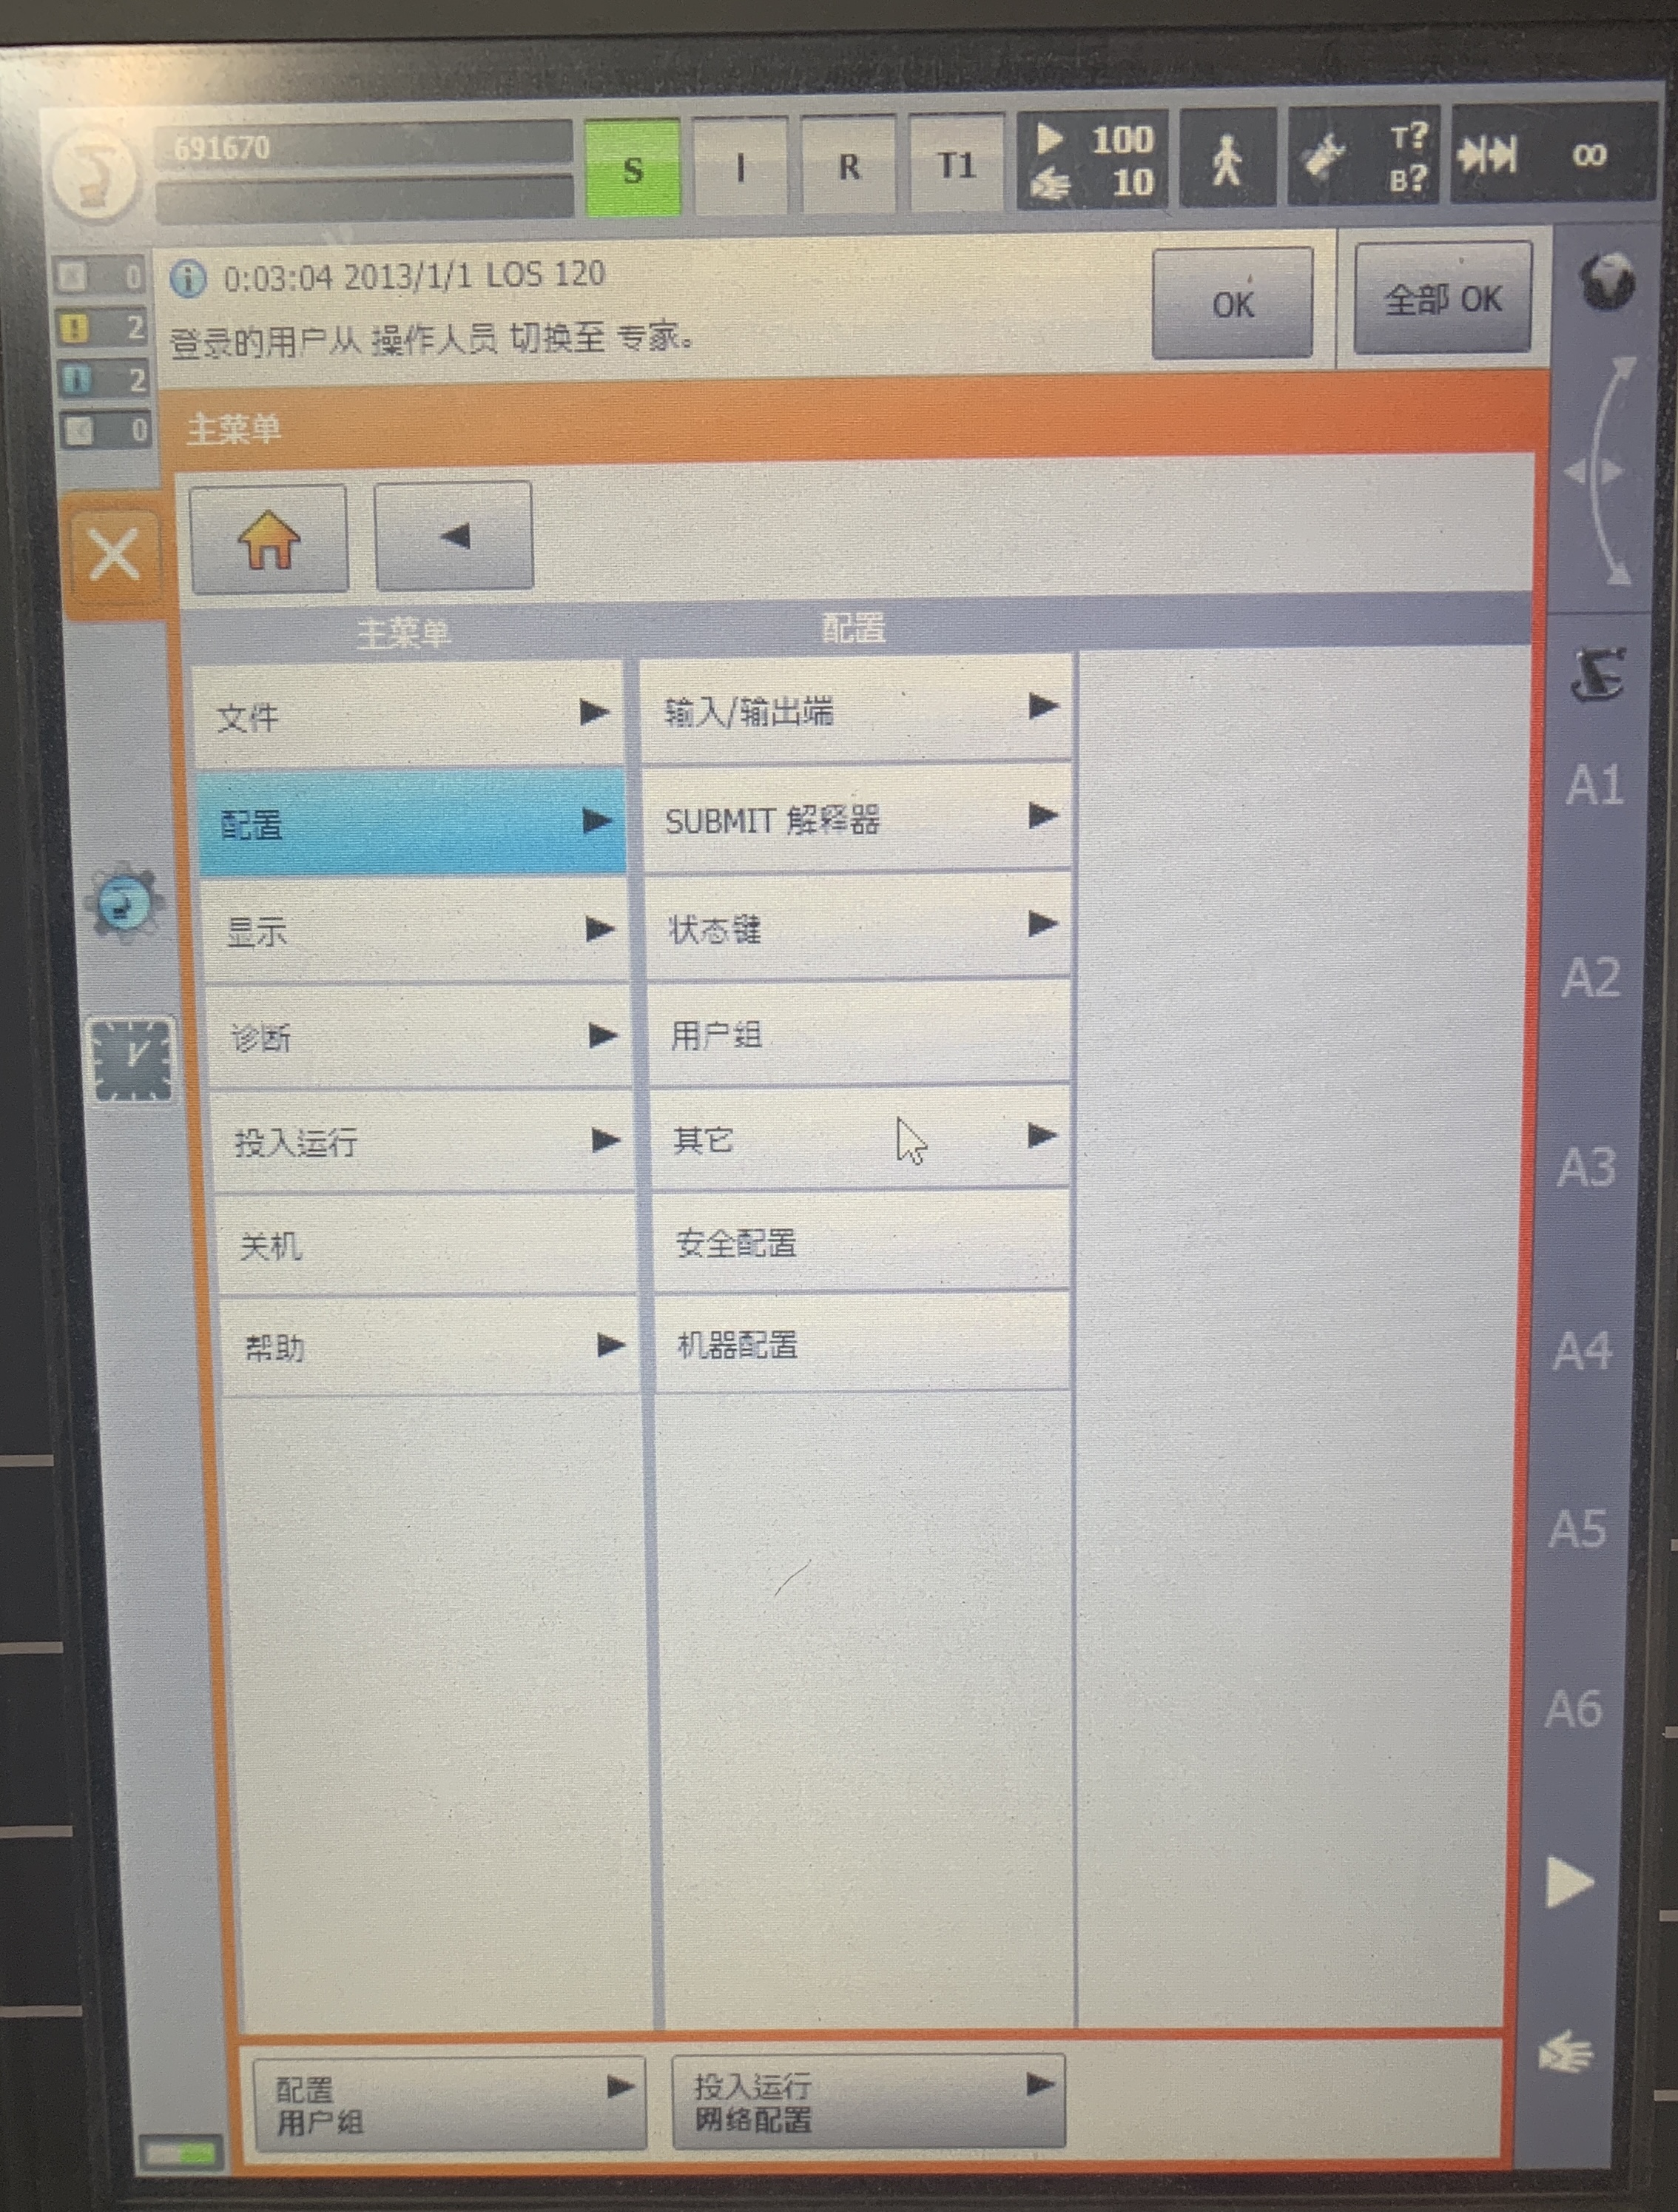 691670
S
I
R
T1
100
10
T?
B?
∞
0
2
2
0
0:03:04 2013/1/1 LOS 120
登录的用户从 操作人员 切换至 专家。
OK
全部 OK
主菜单
主菜单
配置
文件
输入/输出端
配置
SUBMIT 解释器
显示
状态键
诊断
用户组
投入运行
其它
关机
安全配置
帮助
机器配置
A1
A2
A3
A4
A5
A6
配置
用户组
投入运行
网络配置